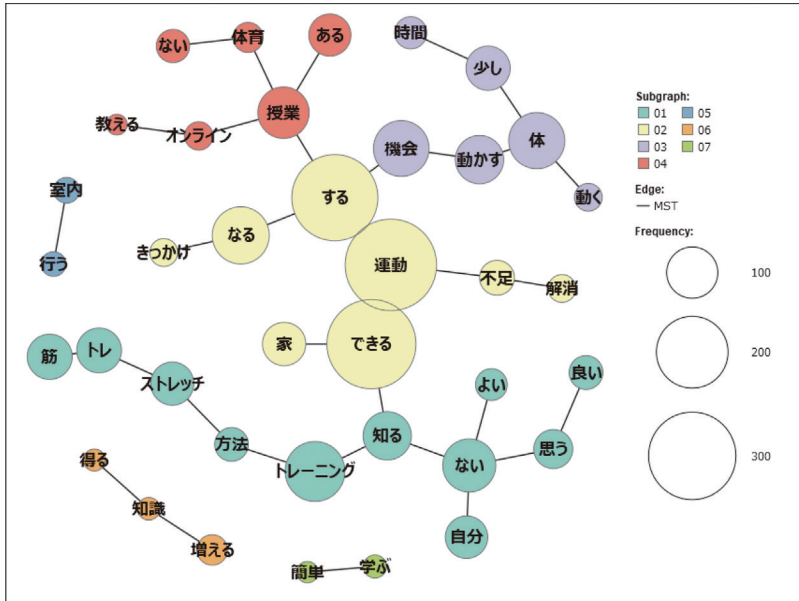 ない
体育
ある
時間
少し
授業
教える
オンライン
機会
動かす
体
動く
室内
行う
する
なる
きっかけ
運動
不足
解消
家
できる
筋
トレ
ストレッチ
方法
トレーニング
知る
ない
よい
良い
思う
自分
得る
知識
増える
簡単
学ぶ
Subgraph:
01 05
02 06
03 07
04
Edge:
MST
Frequency:
100
200
300